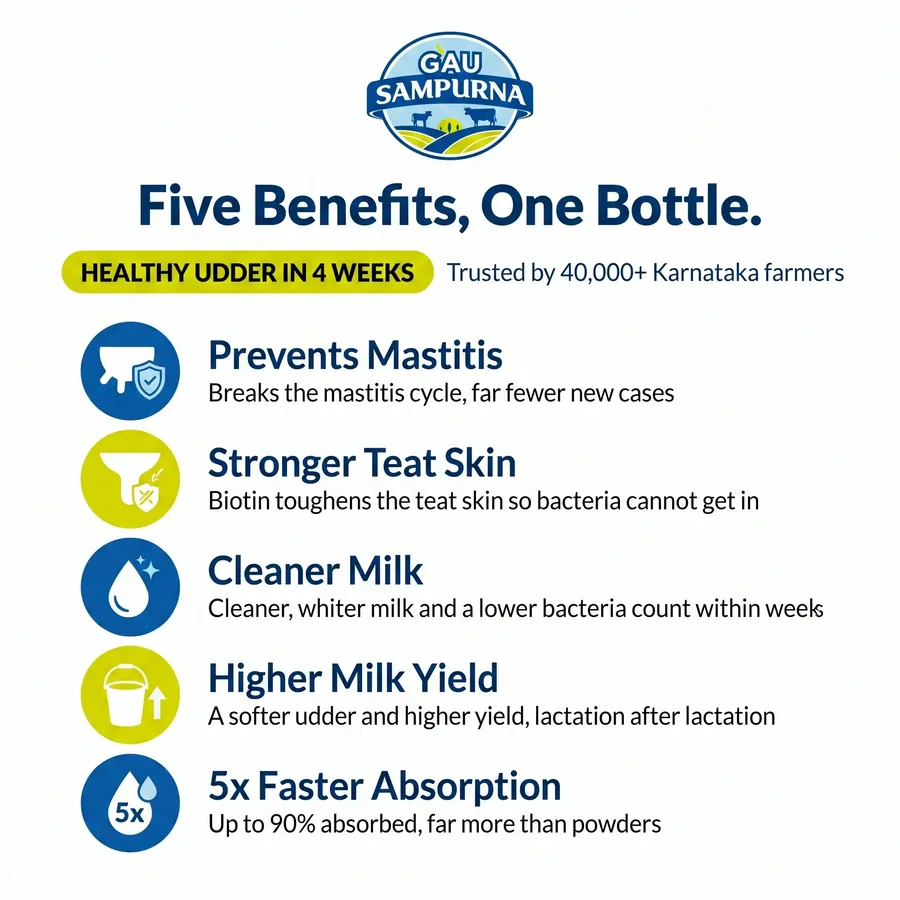 GAU
SAMPURNA
Five Benefits, One Bottle.
HEALTHY UDDER IN 4 WEEKS Trusted by 40,000+ Karnataka farmers
Prevents Mastitis
Breaks the mastitis cycle, far fewer new cases
Stronger Teat Skin
Biotin toughens the teat skin so bacteria cannot get in
Cleaner Milk
Cleaner, whiter milk and a lower bacteria count within weeks
Higher Milk Yield
A softer udder and higher yield, lactation after lactation
5x
5x Faster Absorption
Up to 90% absorbed, far more than powders